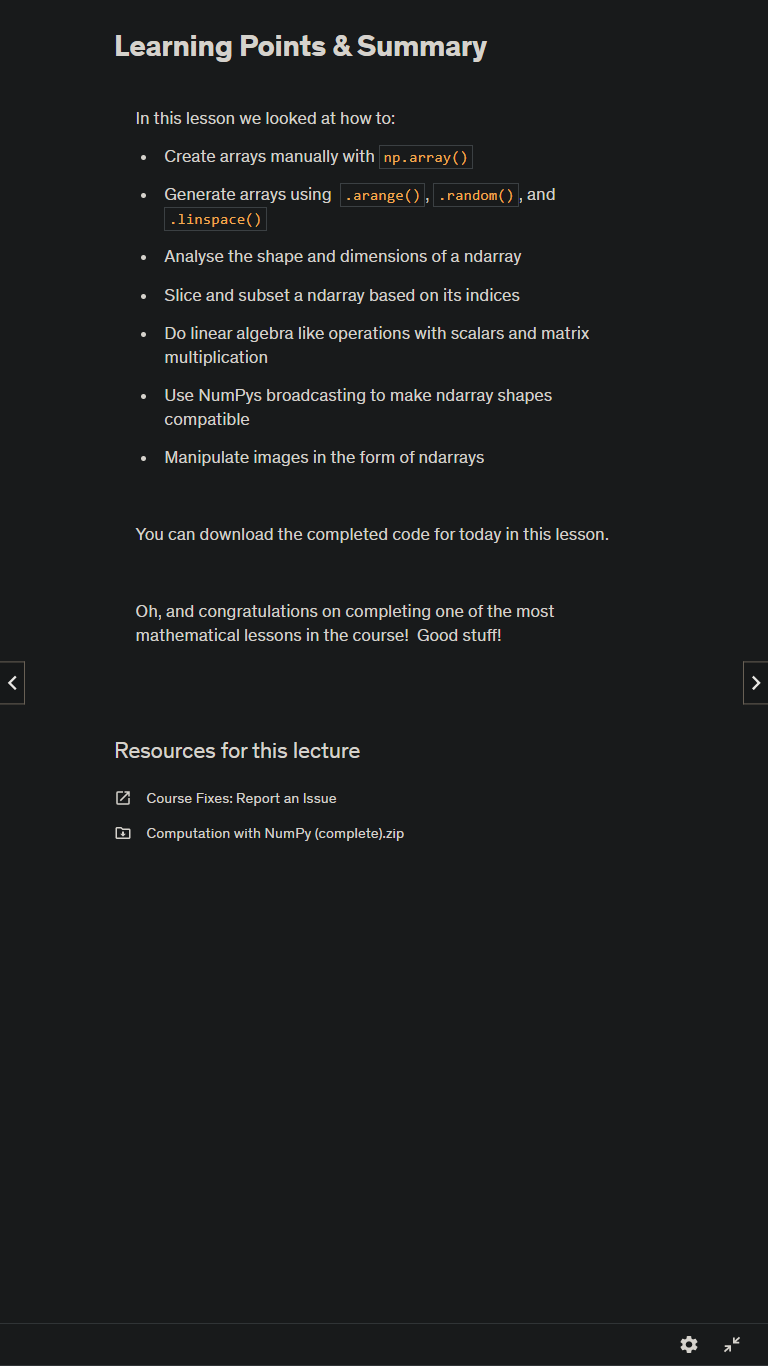 Learning Points & Summary
In this lesson we looked at how to:
Create arrays manually with np.array()
Generate arrays using .arange(), .random(), and
.linspace()
Analyse the shape and dimensions of a ndarray
Slice and subset a ndarray based on its indices
Do linear algebra like operations with scalars and matrix
multiplication
Use NumPys broadcasting to make ndarray shapes
compatible
Manipulate images in the form of ndarrays
You can download the completed code for today in this lesson.
Oh, and congratulations on completing one of the most
mathematical lessons in the course!  Good stuff!
Resources for this lecture
Course Fixes: Report an Issue
Computation with NumPy (complete).zip